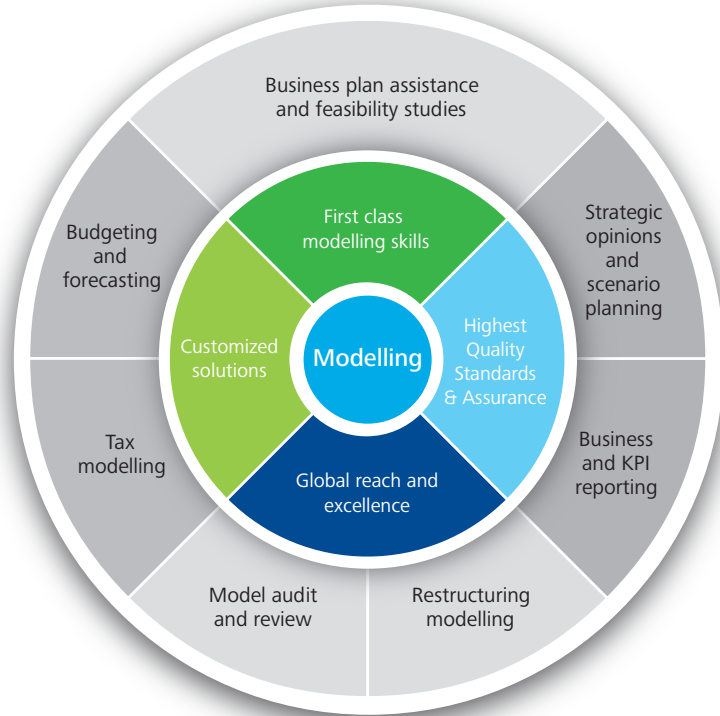 Business plan assistance
and feasibility studies
Strategic
opinions
and
scenario
planning
Business
and KPI
reporting
Restructuring
modelling
Model audit
and review
Tax
modelling
Budgeting
and
forecasting
First class
modelling skills
Highest
Quality
Standards
& Assurance
Global reach and
excellence
Customized
solutions
Modelling